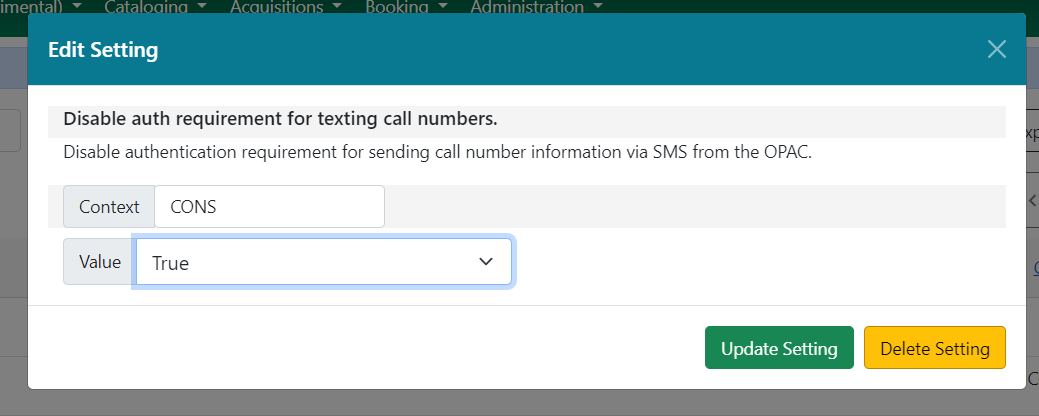 Cataloging Acquisitions Booking Administration
Edit Setting
Disable auth requirement for texting call numbers.
Disable authentication requirement for sending call number information via SMS from the OPAC.
Context CONS
Value True
Update Setting Delete Setting